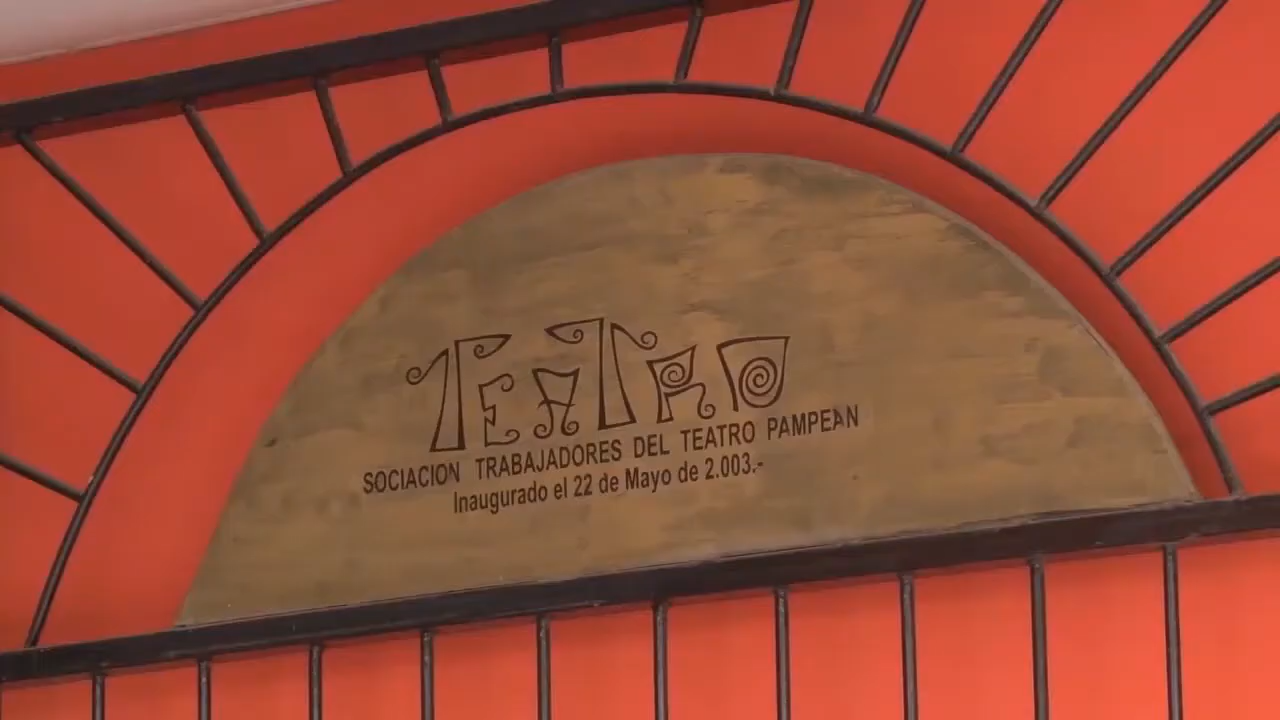 TEATRO
SOCIACION TRABAJADORES DEL TEATRO PAMPEAN
Inaugurado el 22 de Mayo de 2.003.-